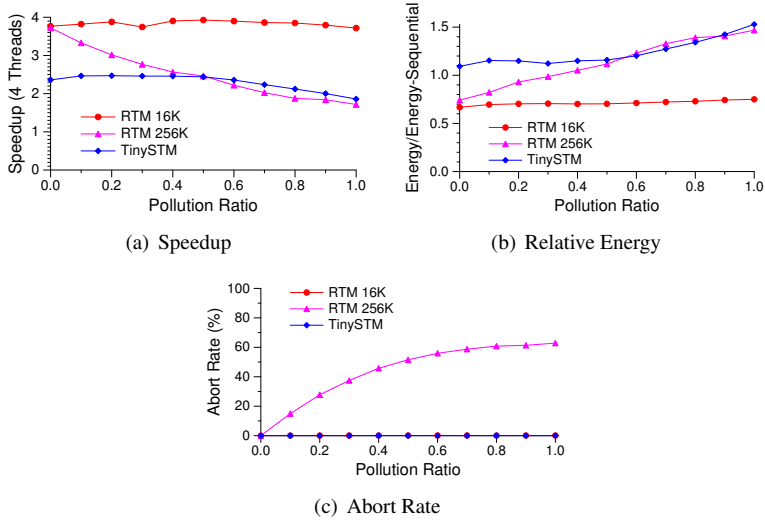 Speedup (4 Threads)
4
3
2
1
0
RTM 16K
RTM 256K
TinySTM
0.0 0.2 0.4 0.6 0.8 1.0
Pollution Ratio
(a) Speedup
Energy/Energy-Sequential
1.5
1.0
0.5
0.0
RTM 16K
RTM 256K
TinySTM
0.0 0.2 0.4 0.6 0.8 1.0
Pollution Ratio
(b) Relative Energy
Abort Rate (%)
100
80
60
40
20
0
RTM 16K
RTM 256K
TinySTM
0.0 0.2 0.4 0.6 0.8 1.0
Pollution Ratio
(c) Abort Rate